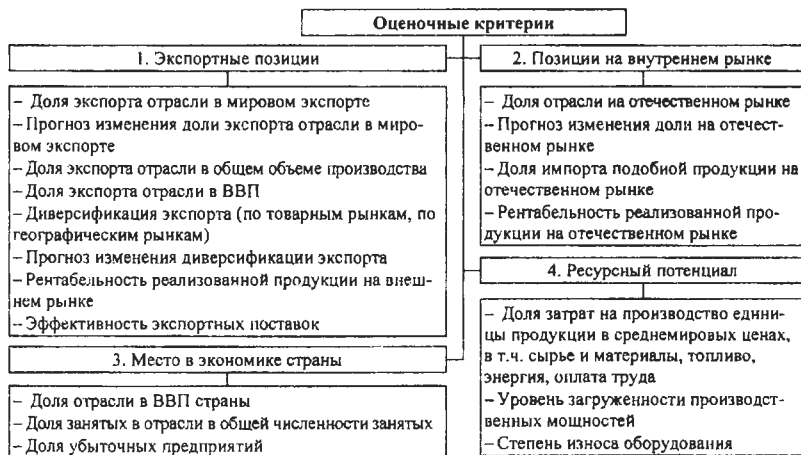 Оценочные критерии
1. Экспортные позиции
– Доля экспорта отрасли в мировом экспорте
– Прогноз изменения доли экспорта отрасли в миро-
вом экспорте
– Доля экспорта отрасли в общем объеме производства
– Доля экспорта отрасли в ВВП
– Диверсификация экспорта (по товарным рынкам, по
географическим рынкам)
– Прогноз изменения диверсификации экспорта
– Рентабельность реализованной продукции на внеш-
нем рынке
– Эффективность экспортных поставок
2. Позиции на внутреннем рынке
– Доля отрасли на отечественном рынке
– Прогноз изменения доли на отечест-
венном рынке
– Доля импорта подобной продукции на
отечественном рынке
– Рентабельность реализованной про-
дукции на отечественном рынке
3. Место в экономике страны
– Доля отрасли в ВВП страны
– Доля занятых в отрасли в общей численности занятых
– Доля убыточных предприятий
4. Ресурсный потенциал
– Доля затрат на производство едини-
цы продукции в среднемировых ценах,
в т.ч. сырье и материалы, топливо,
энергия, оплата труда
– Уровень загруженности производст-
венных мощностей
– Степень износа оборудования